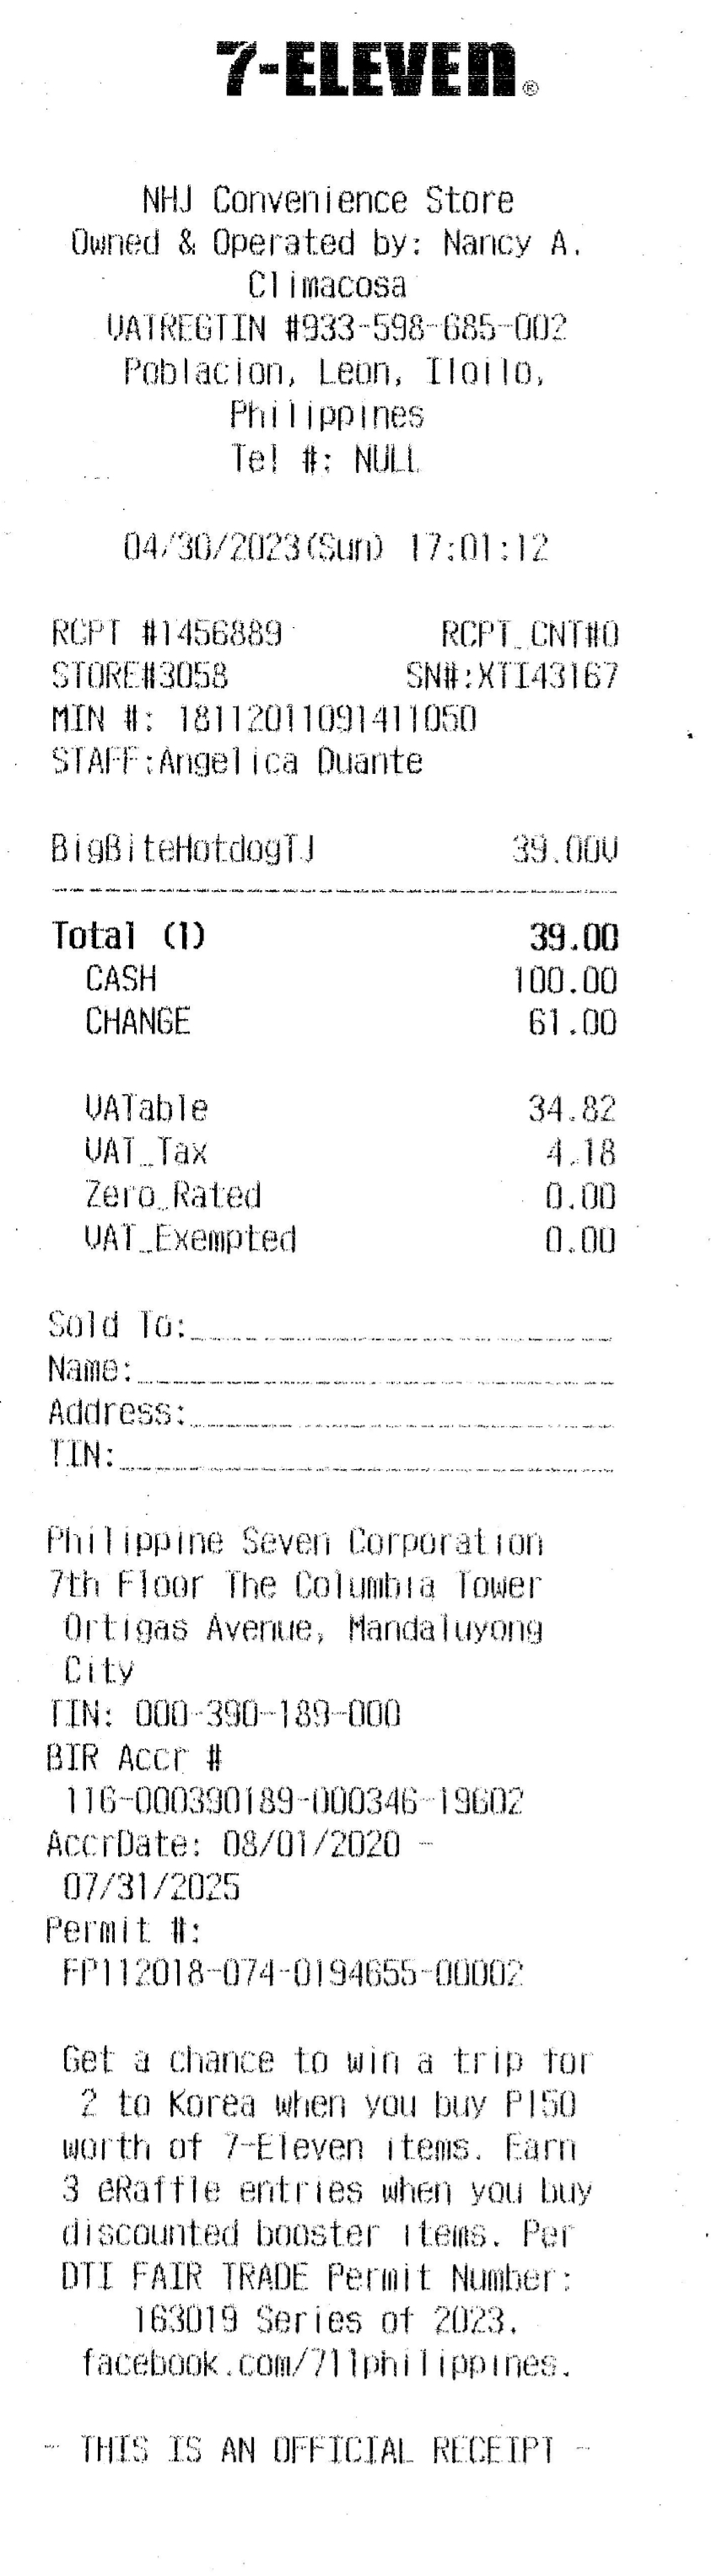 7-ELEVEn®
NHJ Convenience Store
Owned & Operated by: Nancy A.
Climacosa
VATREGTIN #933-598-685-002
Poblacion, Leon, Iloilo,
Philippines
Tel #: NULL
04/30/2023(Sun) 17:01:12
RCPT #1456889 RCPT_CNT#0
STORE#3058 SN#:XTI43167
MIN #: 18112011091411050
STAFF:Angelica Duante
BigBiteHotdogTJ 39.00V
Total (1) 39.00
CASH 100.00
CHANGE 61.00
VATable 34.82
VAT_Tax 4.18
Zero_Rated 0.00
VAT_Exempted 0.00
Sold To:
Name:
Address:
TIN:
Philippine Seven Corporation
7th Floor The Columbia Tower
Ortigas Avenue, Mandaluyong
City
TIN: 000-390-189-000
BIR Accr #
116-000390189-000346-19602
AccrDate: 08/01/2020 -
07/31/2025
Permit #:
FP112018-074-0194655-00002
Get a chance to win a trip for
2 to Korea when you buy P150
worth of 7-Eleven items. Earn
3 eRaffle entries when you buy
discounted booster items. Per
DTI FAIR TRADE Permit Number:
163019 Series of 2023.
facebook.com/711philippines.
- THIS IS AN OFFICIAL RECEIPT -